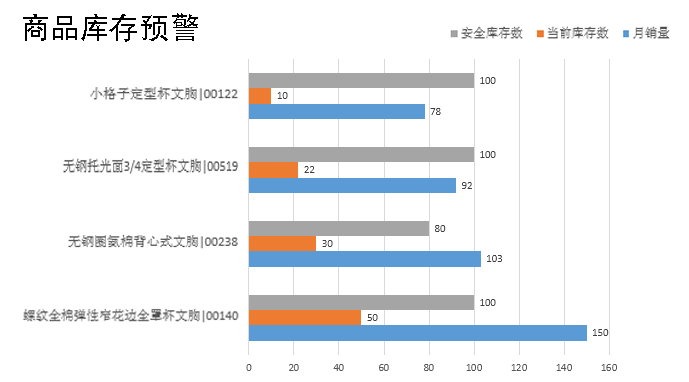 商品库存预警
安全库存数 当前库存数 月销量
小格子定型杯文胸|00122
100
10
78
无钢托光面3/4定型杯文胸|00519
100
22
92
无钢圈氨棉背心式文胸|00238
80
30
103
螺纹全棉弹性窄花边全罩杯文胸|00140
100
50
150
0 20 40 60 80 100 120 140 160